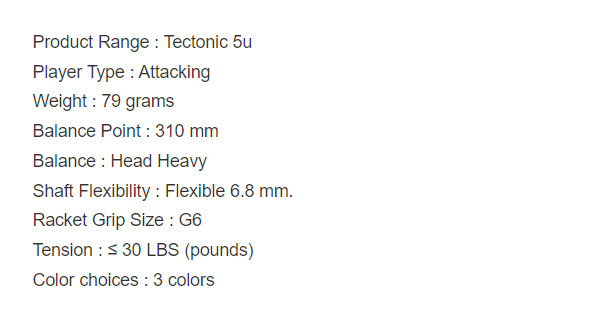 Product Range : Tectonic 5u
Player Type : Attacking
Weight : 79 grams
Balance Point : 310 mm
Balance : Head Heavy
Shaft Flexibility : Flexible 6.8 mm.
Racket Grip Size : G6
Tension : ≤ 30 LBS (pounds)
Color choices : 3 colors